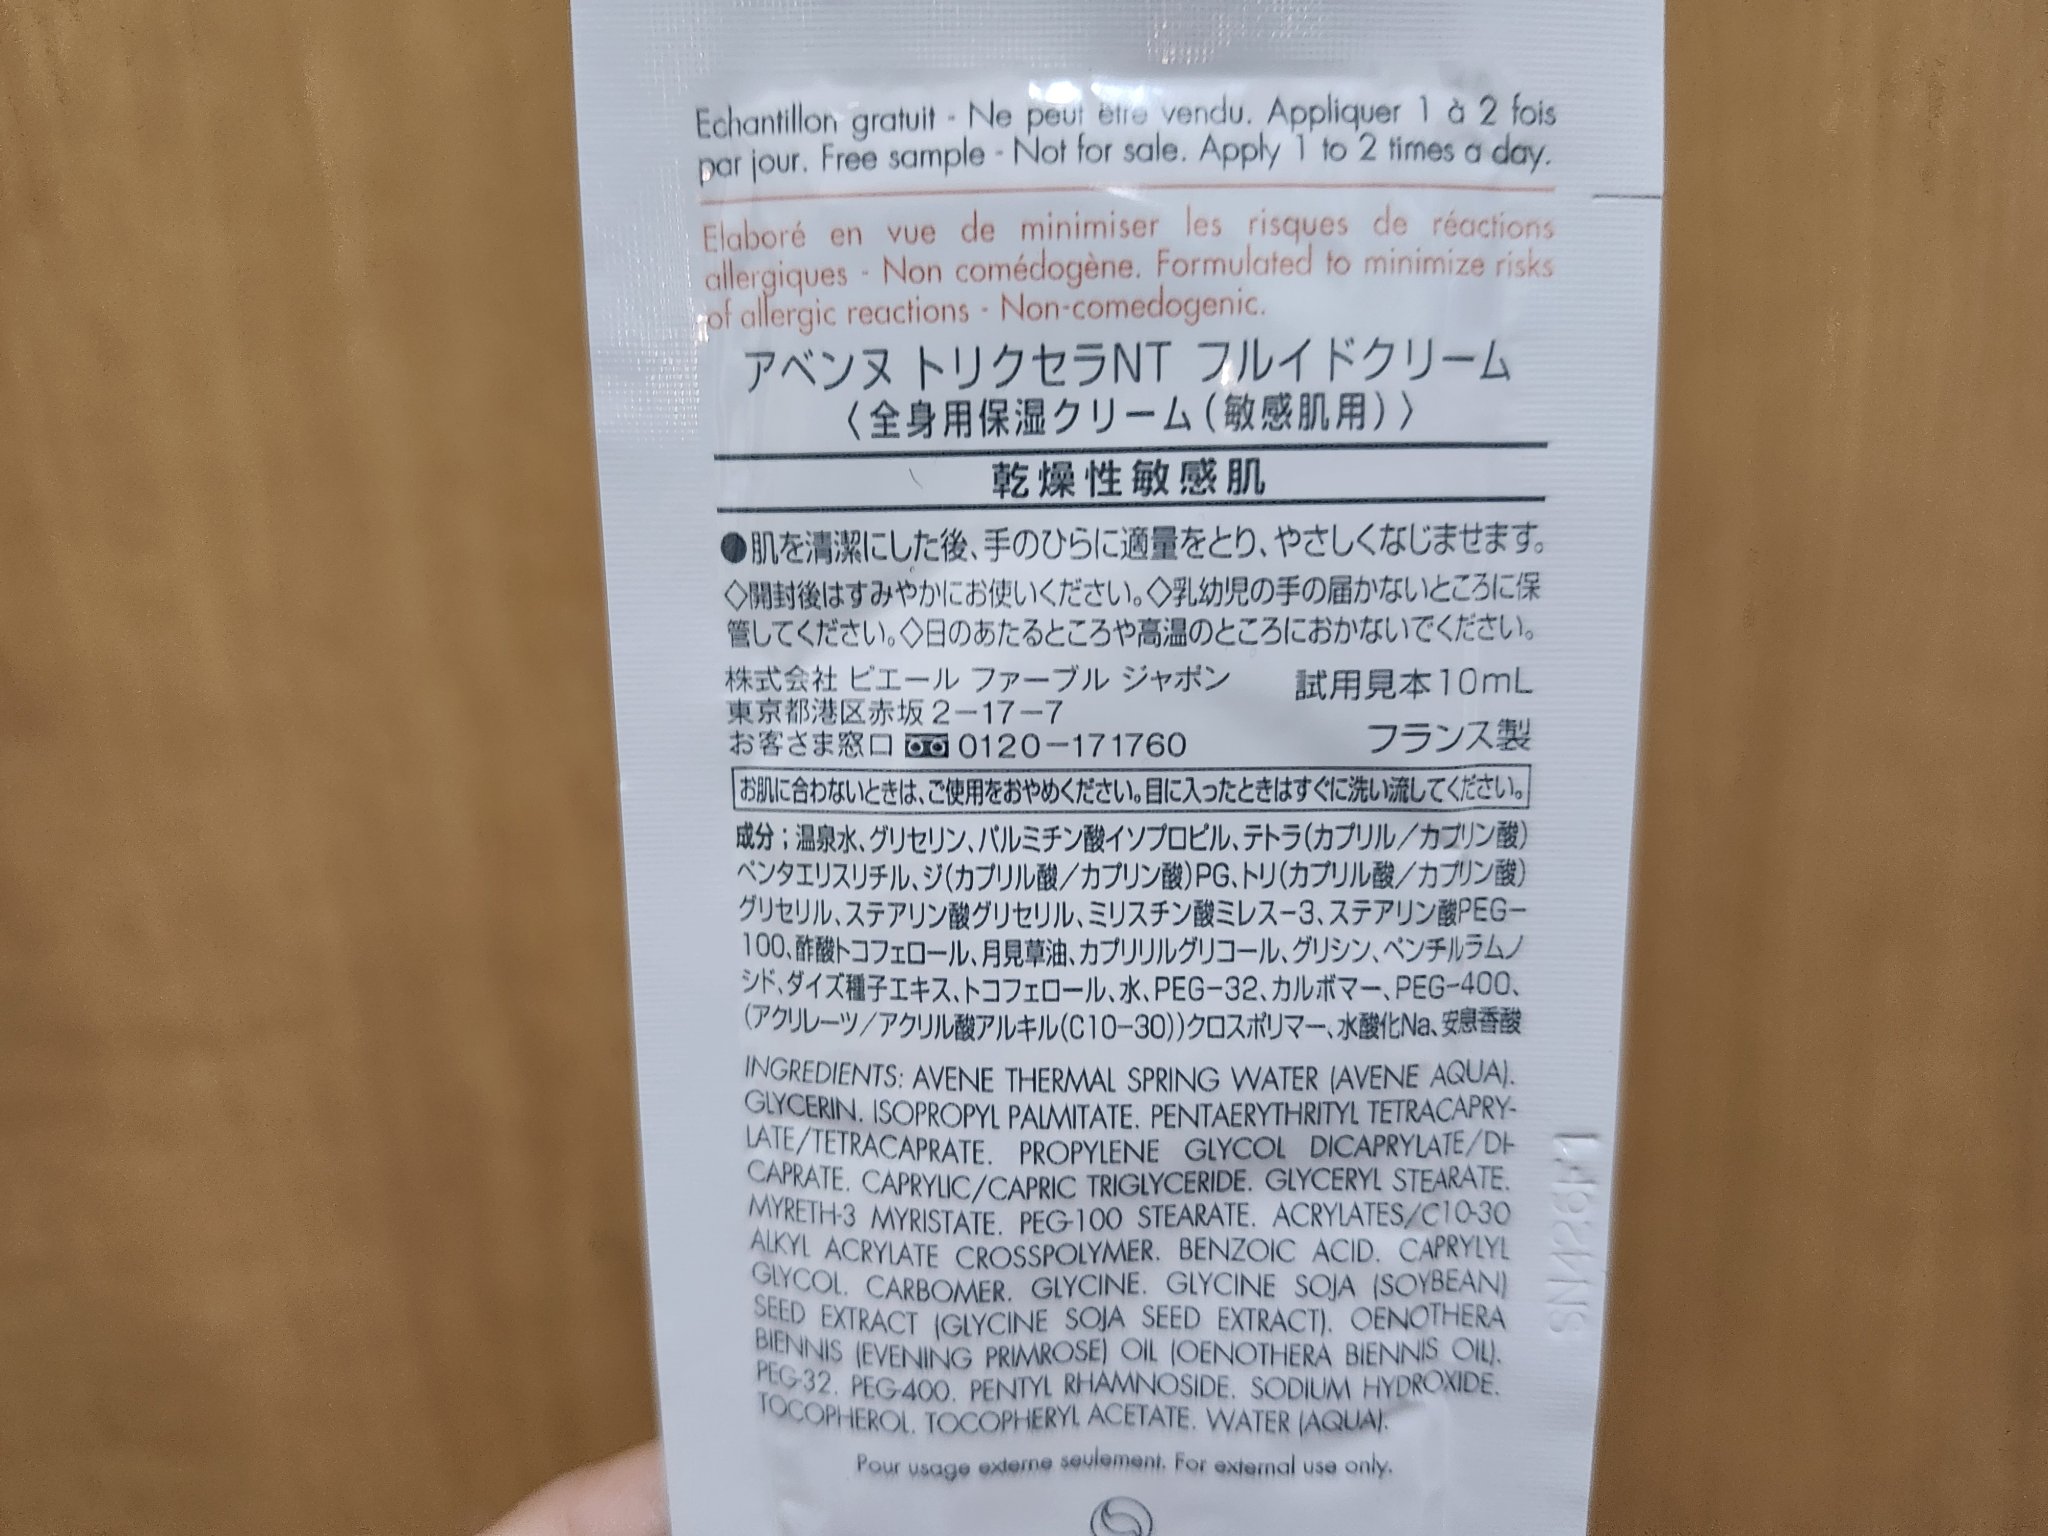 Echantillon gratuit - Ne peut être vendu. Appliquer 1 à 2 fois
par jour. Free sample - Not for sale. Apply 1 to 2 times a day.
Elaboré en vue de minimiser les risques de réactions
allergiques - Non comédogène. Formulated to minimize risks
of allergic reactions - Non-comedogenic.
アベンヌ トリクセラNT フルイドクリーム
〈全身用保湿クリーム(敏感肌用)〉
乾燥性敏感肌
●肌を清潔にした後、手のひらに適量をとり、やさしくなじませます。
◇開封後はすみやかにお使いください。◇乳幼児の手の届かないところに保
管してください。◇日のあたるところや高温のところにおかないでください。
株式会社 ピエール ファーブル ジャポン 試用見本10mL
東京都港区赤坂2－17－7
お客さま窓口 0120－171760 フランス製
お肌に合わないときは、ご使用をおやめください。目に入ったときはすぐに洗い流してください。
成分；温泉水、グリセリン、パルミチン酸イソプロピル、テトラ(カプリル／カプリン酸)
ペンタエリスリチル、ジ(カプリル酸／カプリン酸)PG、トリ(カプリル酸／カプリン酸)
グリセリル、ステアリン酸グリセリル、ミリスチン酸ミレス-3、ステアリン酸PEG-
100、酢酸トコフェロール、月見草油、カプリリルグリコール、グリシン、ペンチルラムノ
シド、ダイズ種子エキス、トコフェロール、水、PEG-32、カルボマー、PEG-400、
(アクリレーツ／アクリル酸アルキル(C10-30))クロスポリマー、水酸化Na、安息香酸
INGREDIENTS: AVENE THERMAL SPRING WATER (AVENE AQUA).
GLYCERIN. ISOPROPYL PALMITATE. PENTAERYTHRITYL TETRACAPRY-
LATE/TETRACAPRATE. PROPYLENE GLYCOL DICAPRYLATE/DI-
CAPRATE. CAPRYLIC/CAPRIC TRIGLYCERIDE. GLYCERYL STEARATE.
MYRETH-3 MYRISTATE. PEG-100 STEARATE. ACRYLATES/C10-30
ALKYL ACRYLATE CROSSPOLYMER. BENZOIC ACID. CAPRYLYL
GLYCOL. CARBOMER. GLYCINE. GLYCINE SOJA (SOYBEAN)
SEED EXTRACT (GLYCINE SOJA SEED EXTRACT). OENOTHERA
BIENNIS (EVENING PRIMROSE) OIL (OENOTHERA BIENNIS OIL).
PEG-32. PEG-400. PENTYL RHAMNOSIDE. SODIUM HYDROXIDE.
TOCOPHEROL. TOCOPHERYL ACETATE. WATER (AQUA).
Pour usage externe seulement. For external use only.